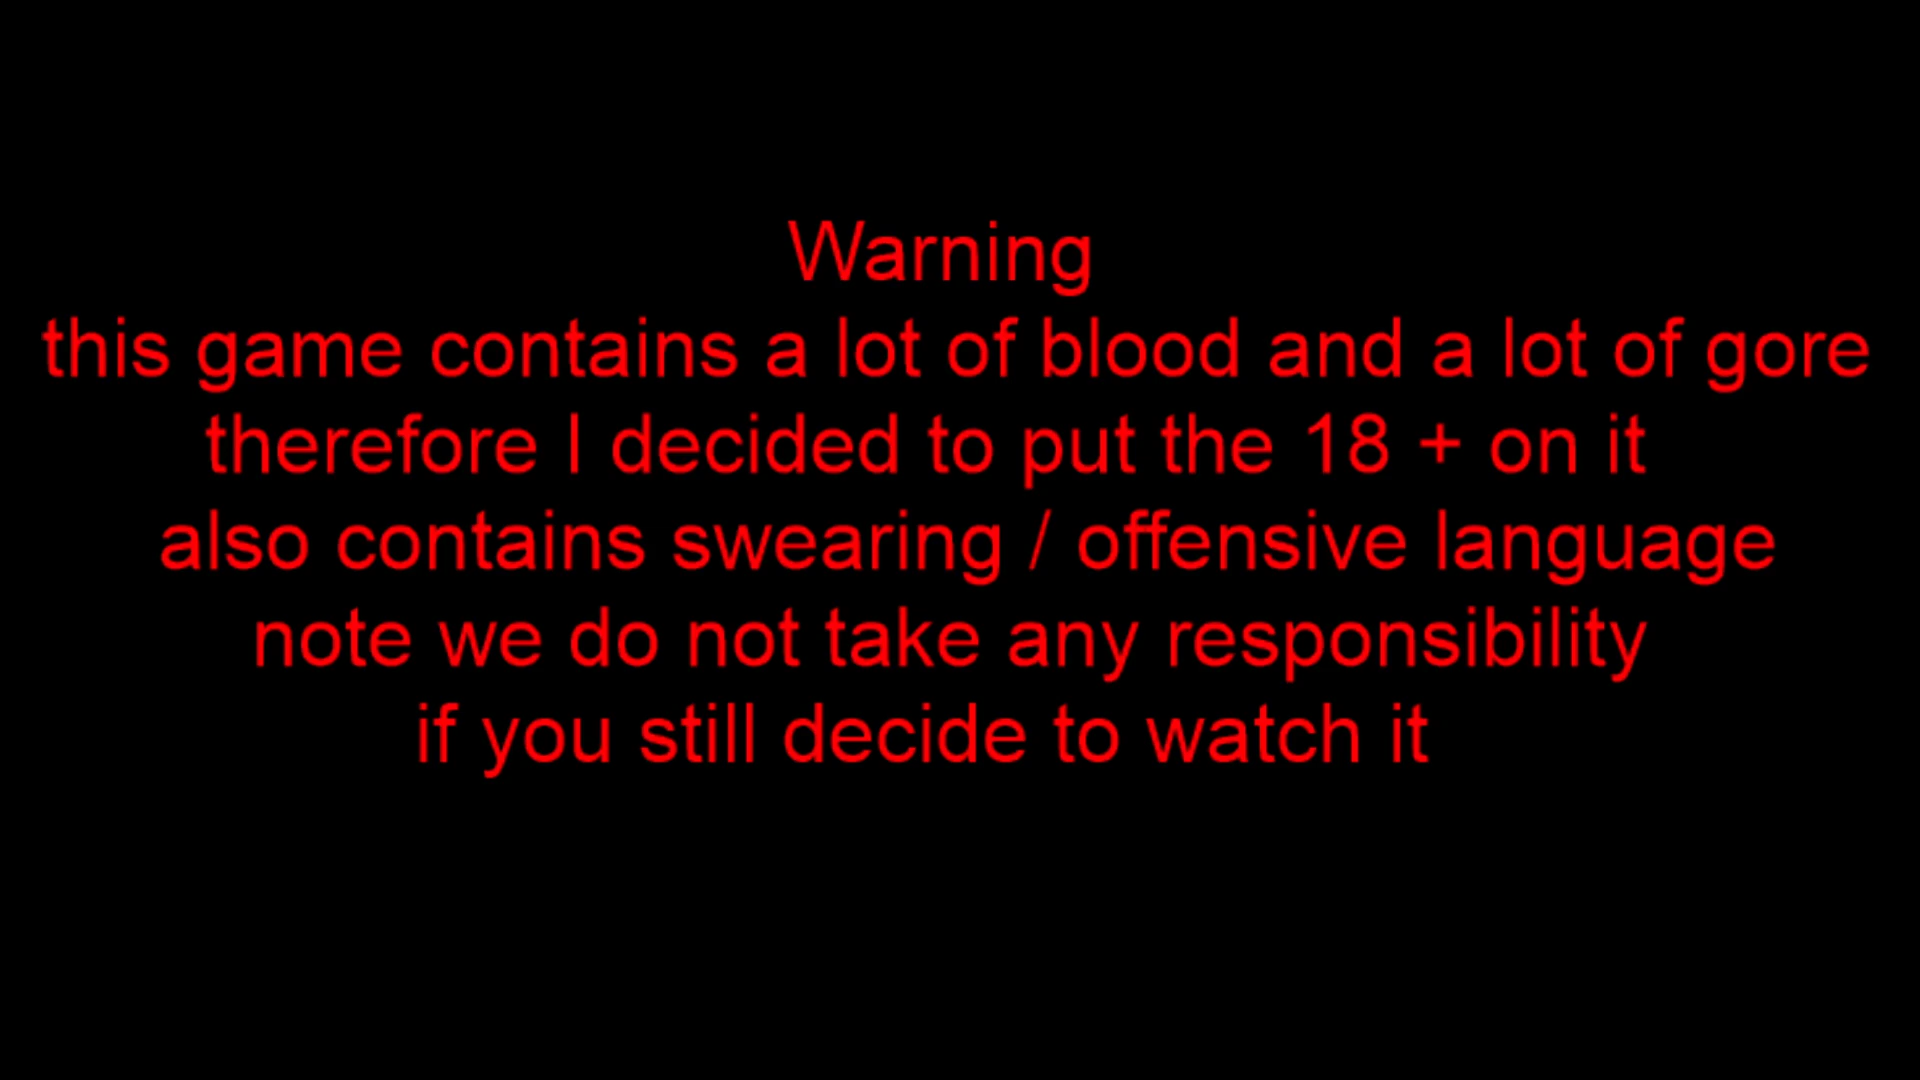 Warning
this game contains a lot of blood and a lot of gore
therefore I decided to put the 18 + on it
also contains swearing / offensive language
note we do not take any responsibility
if you still decide to watch it